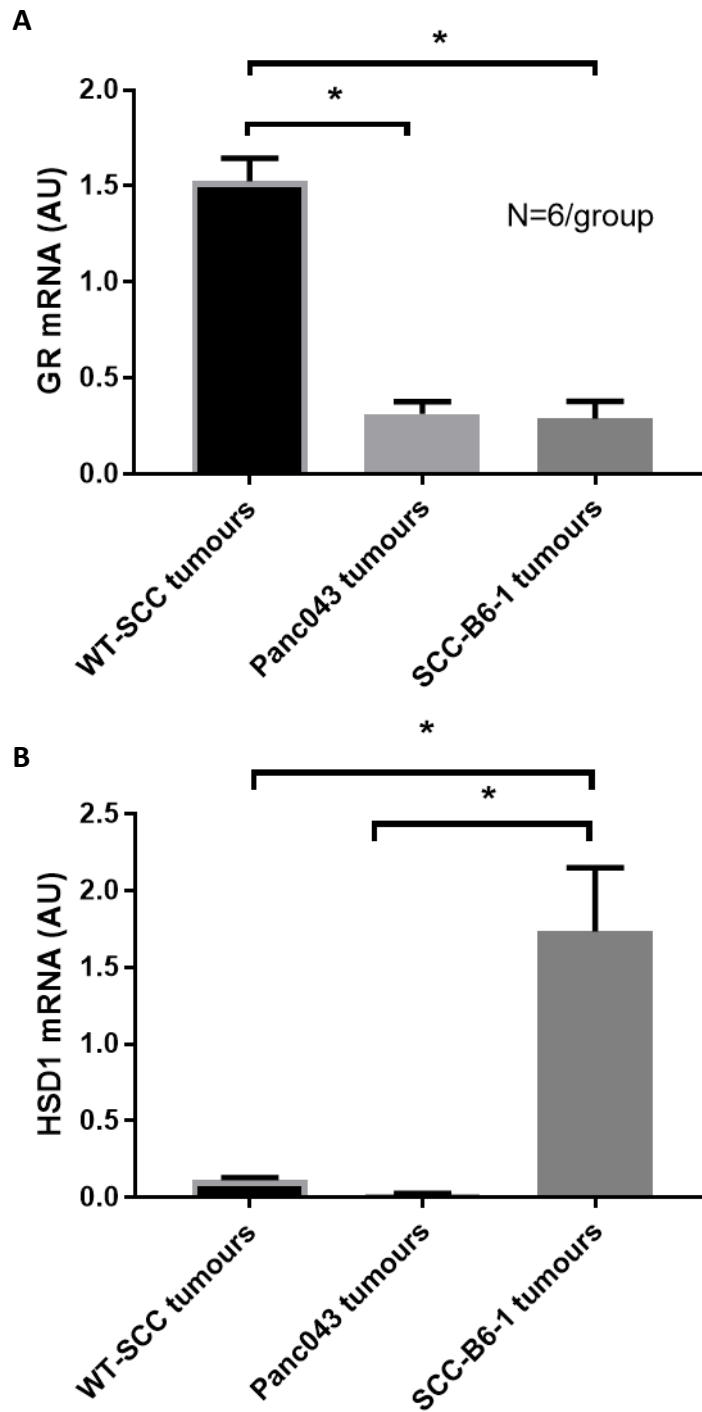 A
*
*
2.0
1.5
1.0
0.5
0.0
GR mRNA (AU)
N=6/group
WT-SCC tumours
Panc043 tumours
SCC-B6-1 tumours
B
*
*
2.5
2.0
1.5
1.0
0.5
0.0
HSD1 mRNA (AU)
WT-SCC tumours
Panc043 tumours
SCC-B6-1 tumours